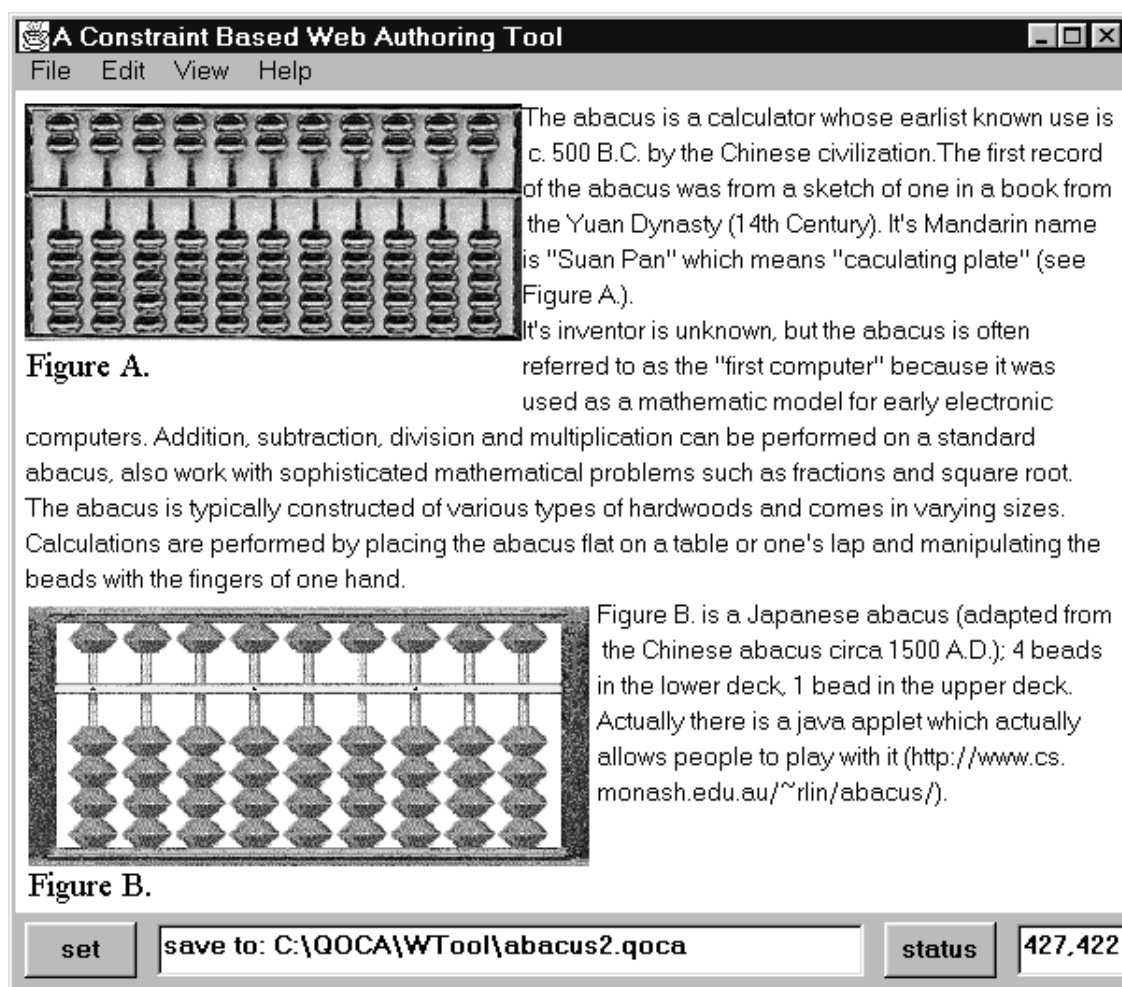 A Constraint Based Web Authoring Tool
File Edit View Help
The abacus is a calculator whose earlist known use is
c. 500 B.C. by the Chinese civilization.The first record
of the abacus was from a sketch of one in a book from
the Yuan Dynasty (14th Century). It's Mandarin name
is "Suan Pan" which means "caculating plate" (see
Figure A.).
It's inventor is unknown, but the abacus is often
Figure A.
referred to as the "first computer" because it was
used as a mathematic model for early electronic
computers. Addition, subtraction, division and multiplication can be performed on a standard
abacus, also work with sophisticated mathematical problems such as fractions and square root.
The abacus is typically constructed of various types of hardwoods and comes in varying sizes.
Calculations are performed by placing the abacus flat on a table or one's lap and manipulating the
beads with the fingers of one hand.
Figure B. is a Japanese abacus (adapted from
the Chinese abacus circa 1500 A.D.); 4 beads
in the lower deck, 1 bead in the upper deck.
Actually there is a java applet which actually
allows people to play with it (http://www.cs.
monash.edu.au/~rlin/abacus/).
Figure B.
set
save to: C:\QOCA\WTool\abacus2.qoca
status
427,422